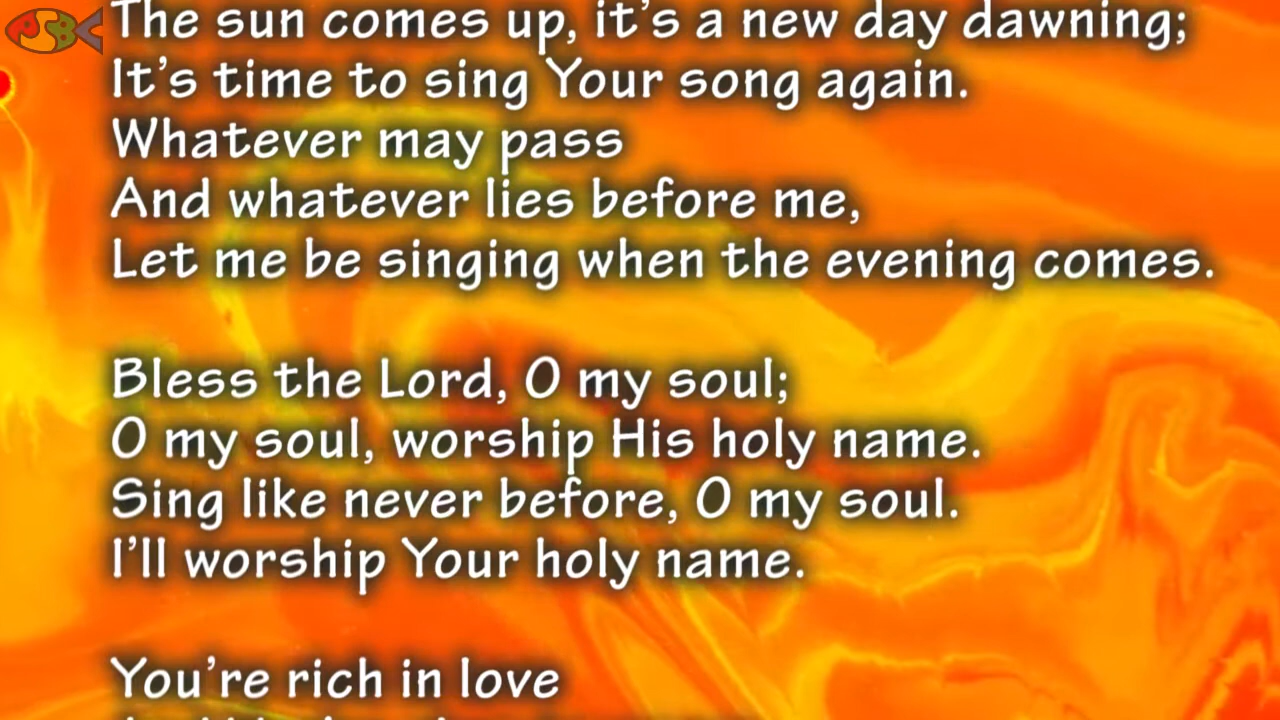 PSBC
The sun comes up, it's a new day dawning;
It's time to sing Your song again.
Whatever may pass
And whatever lies before me,
Let me be singing when the evening comes.
Bless the Lord, O my soul;
O my soul, worship His holy name.
Sing like never before, O my soul.
I'll worship Your holy name.
You're rich in love